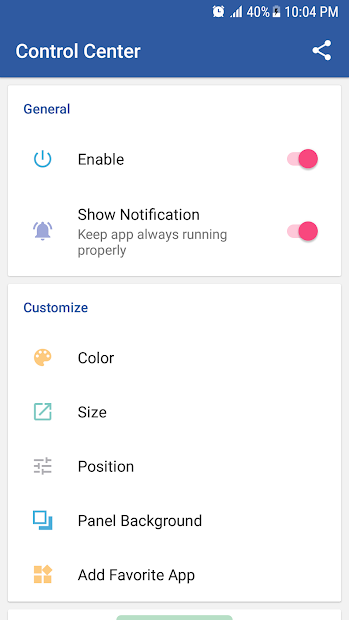 40% 10:04 PM
Control Center
General
Enable
Show Notification
Keep app always running
properly
Customize
Color
Size
Position
Panel Background
Add Favorite App